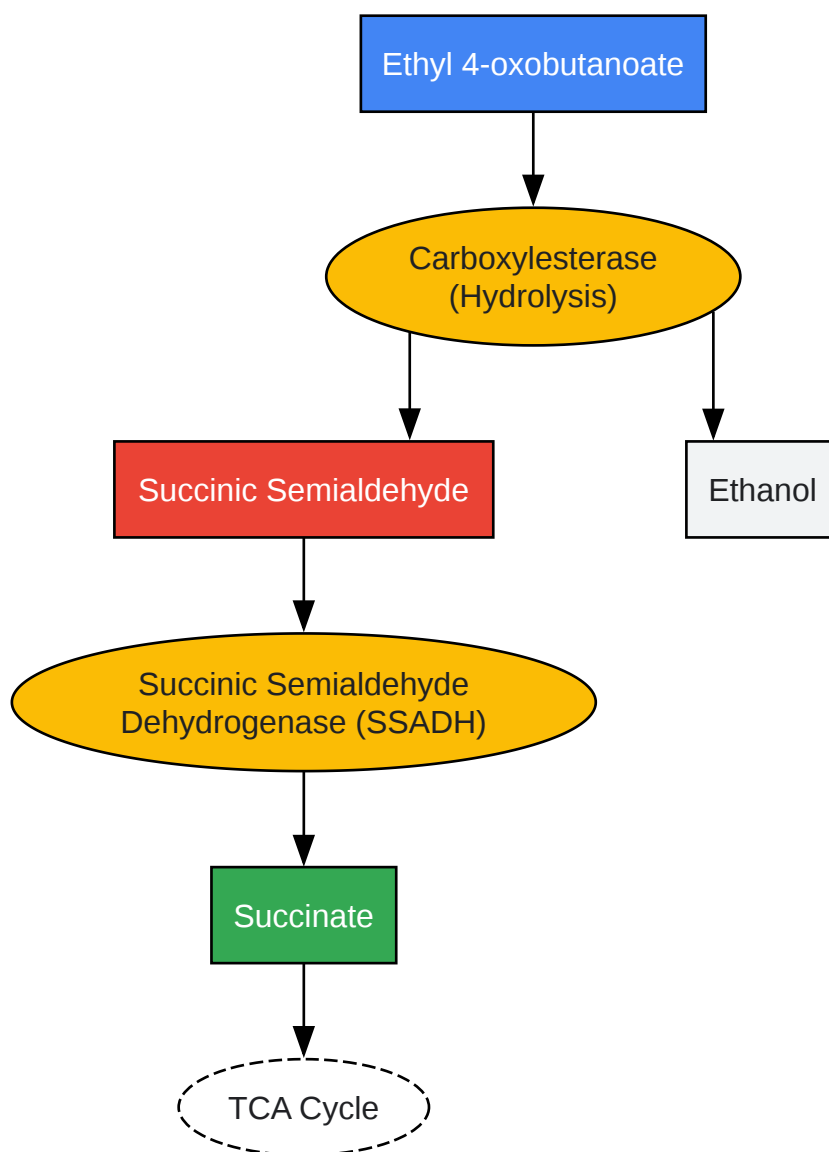 Ethyl 4-oxobutanoate
Carboxylesterase
(Hydrolysis)
Succinic Semialdehyde
Ethanol
Succinic Semialdehyde
Dehydrogenase (SSADH)
Succinate
TCA Cycle